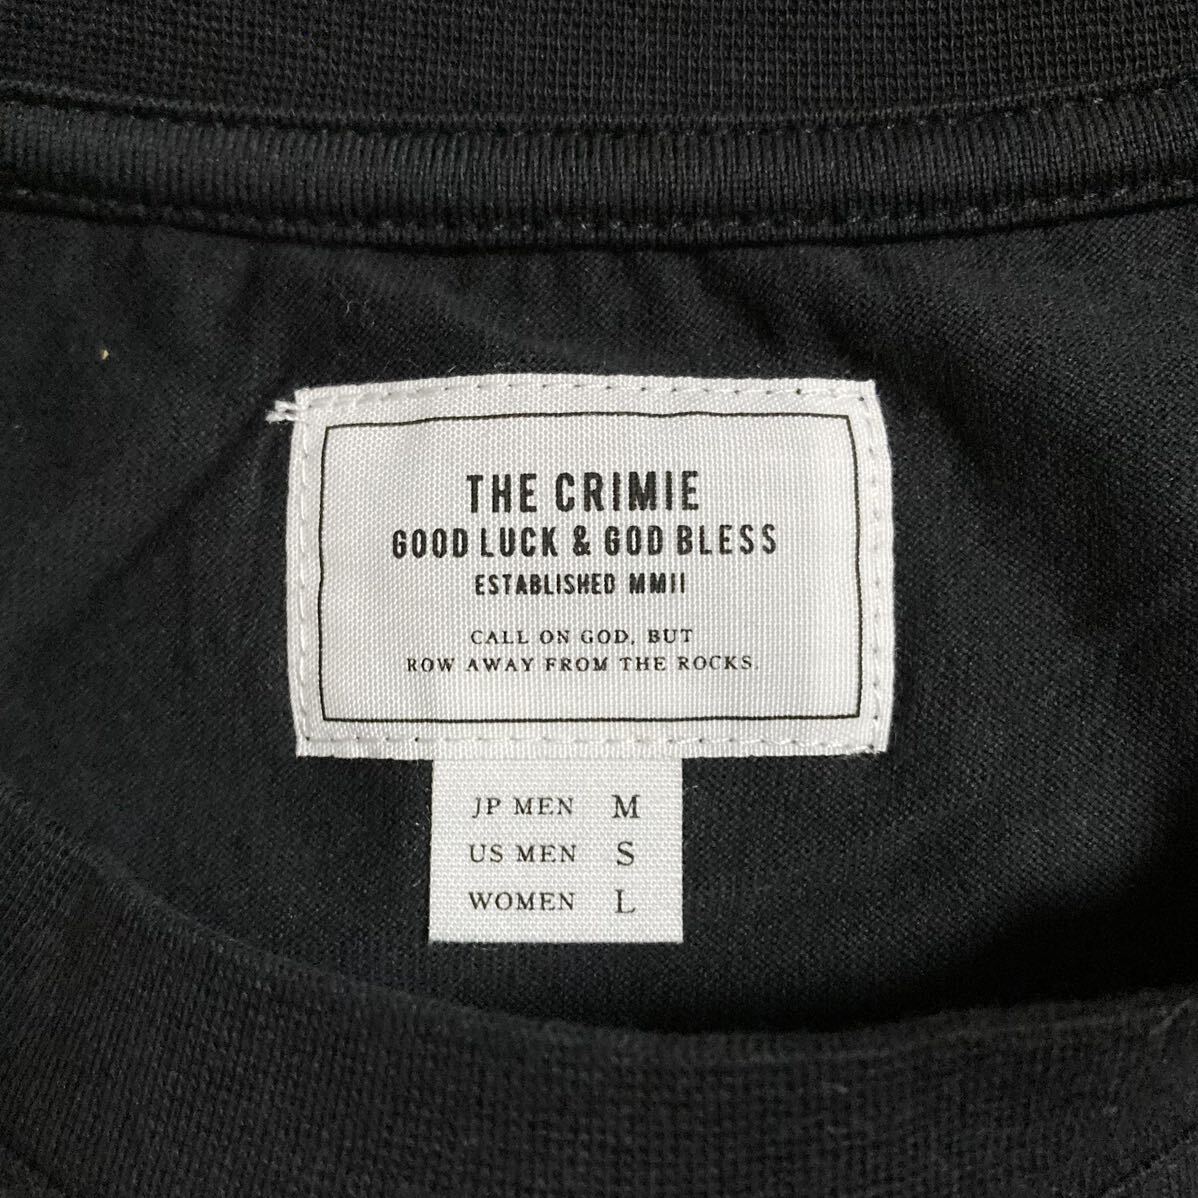 THE CRIMIE
GOOD LUCK & GOD BLESS
ESTABLISHED MMII
CALL ON GOD, BUT
ROW AWAY FROM THE ROCKS.
JP MEN M
US MEN S
WOMEN L